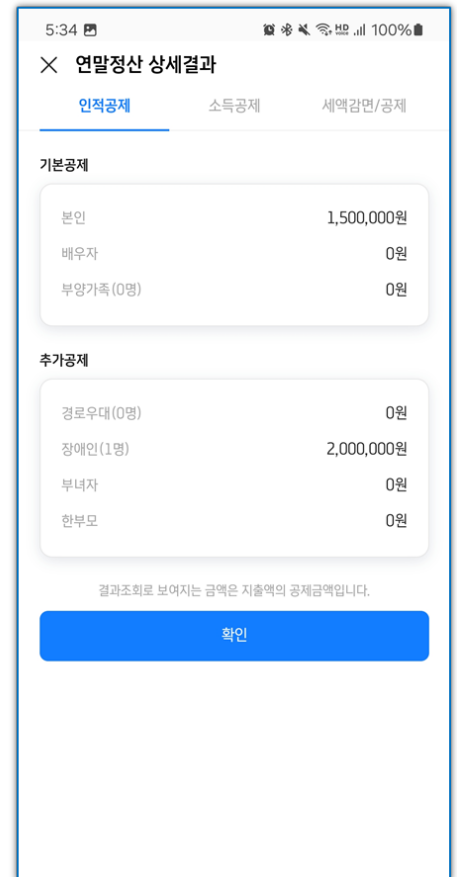 5:34 HD 100%
연말정산 상세결과
인적공제 소득공제 세액감면/공제
기본공제
본인 1,500,000원
배우자 0원
부양가족(0명) 0원
추가공제
경로우대(0명) 0원
장애인(1명) 2,000,000원
부녀자 0원
한부모 0원
결과조회로 보여지는 금액은 지출액의 공제금액입니다.
확인